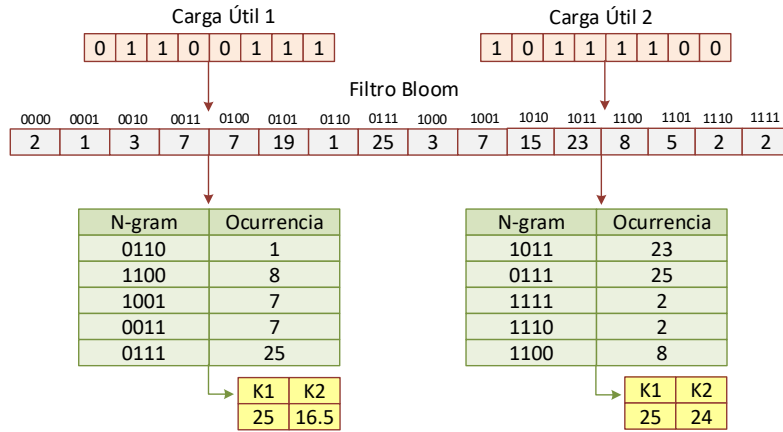 Carga Útil 1 Carga Útil 2
0 1 1 0 0 1 1 1 1 0 1 1 1 1 0 0
Filtro Bloom
0000 0001 0010 0011 0100 0101 0110 0111 1000 1001 1010 1011 1100 1101 1110 1111
2 1 3 7 7 19 1 25 3 7 15 23 8 5 2 2
N-gram Ocurrencia N-gram Ocurrencia
0110 1 1011 23
1100 8 0111 25
1001 7 1111 2
0011 7 1110 2
0111 25 1100 8
K1 K2 K1 K2
25 16.5 25 24